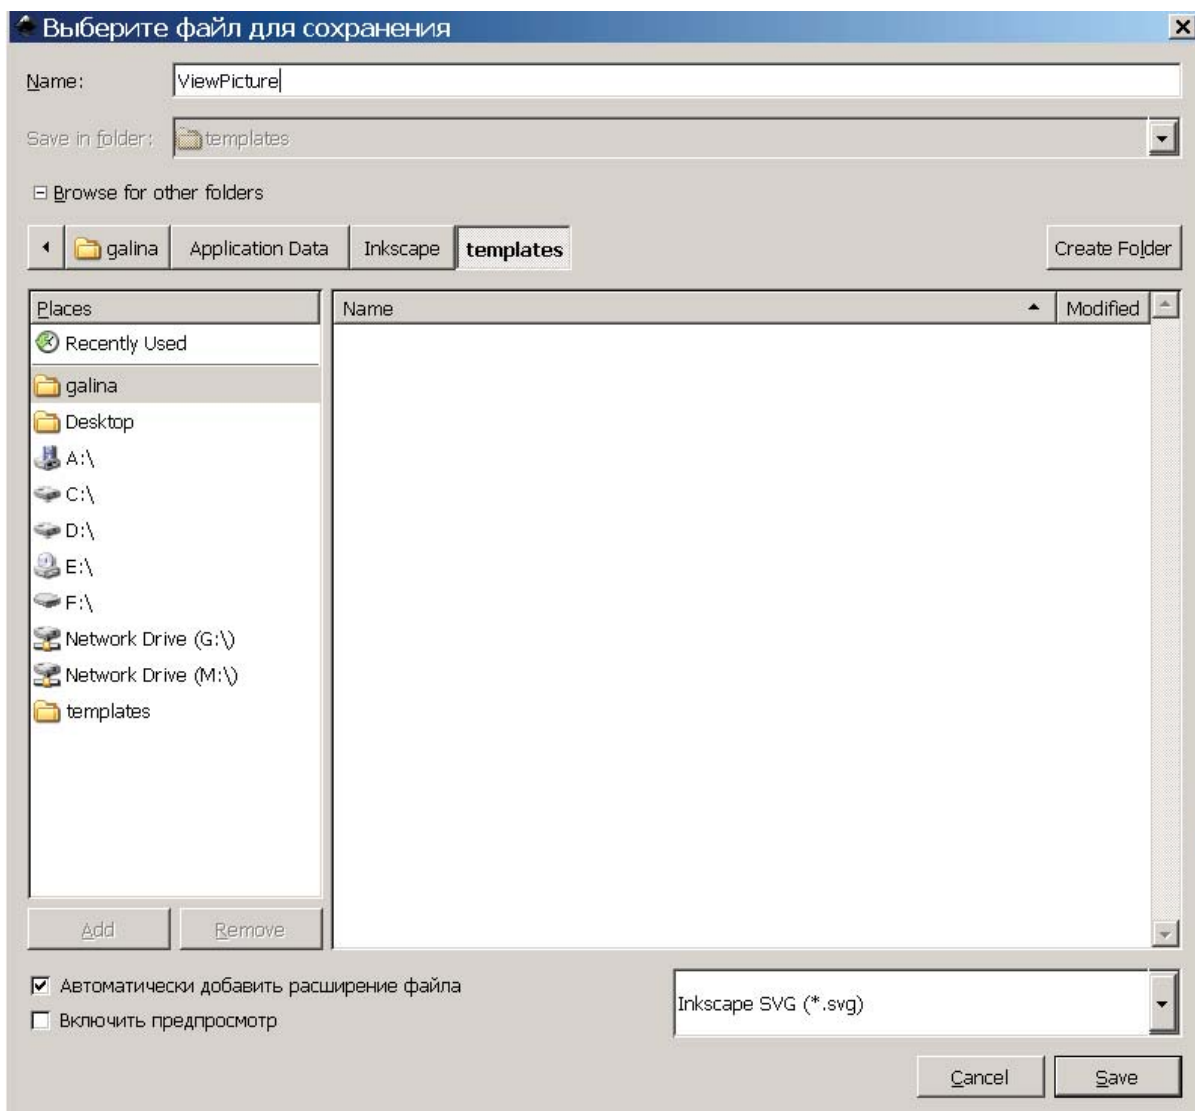 Выберите файл для сохранения
Name: ViewPicture
Save in folder: templates
Browse for other folders
galina Application Data Inkscape templates Create Folder
Places Name Modified
Recently Used
galina
Desktop
A:\
C:\
D:\
E:\
F:\
Network Drive (G:\)
Network Drive (M:\)
templates
Add Remove
Автоматически добавить расширение файла Inkscape SVG (*.svg)
Включить предпросмотр
Cancel Save